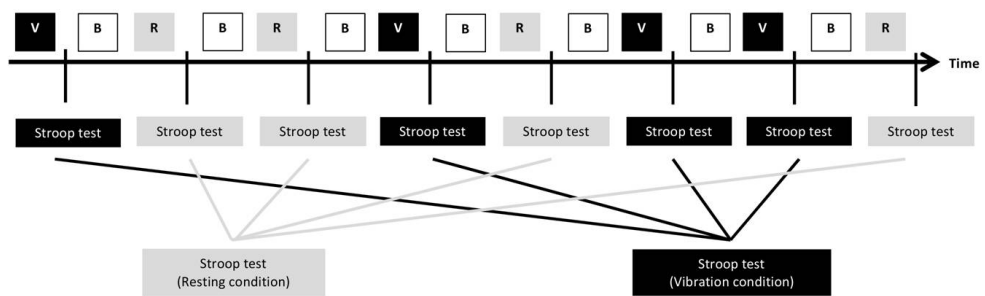 V B R B R B V B R B V B V B R
Time
Stroop test Stroop test Stroop test Stroop test Stroop test Stroop test Stroop test Stroop test
Stroop test
(Resting condition)
Stroop test
(Vibration condition)